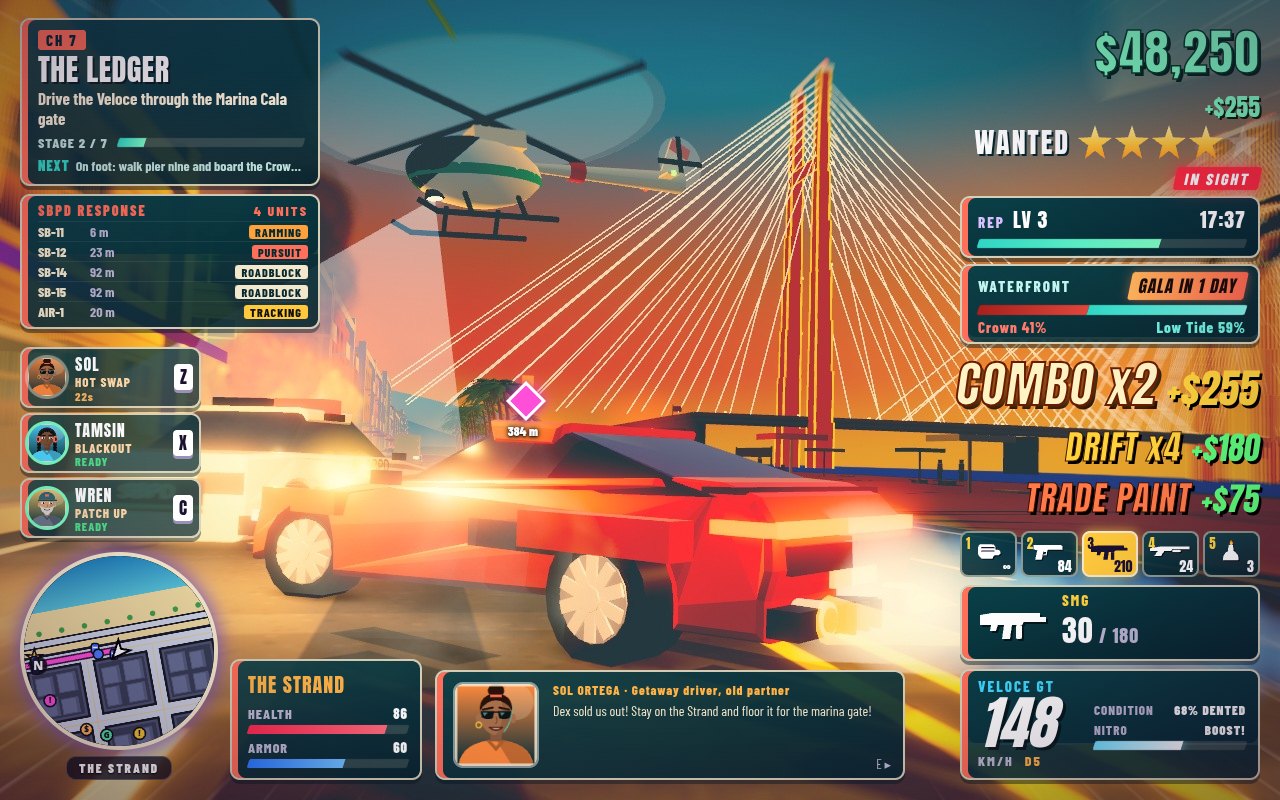 CH 7
THE LEDGER
Drive the Veloce through the Marina Cala
gate
STAGE 2 / 7
NEXT On foot: walk pier nine and board the Crow...
SBPD RESPONSE 4 UNITS
SB-11 6 m RAMMING
SB-12 23 m PURSUIT
SB-14 92 m ROADBLOCK
SB-15 92 m ROADBLOCK
AIR-1 20 m TRACKING
SOL
HOT SWAP
22s
Z
TAMSIN
BLACKOUT
READY
X
WREN
PATCH UP
READY
C
N
THE STRAND
THE STRAND
HEALTH 86
ARMOR 60
384 m
SOL ORTEGA · Getaway driver, old partner
Dex sold us out! Stay on the Strand and floor it for the marina gate!
E ▸
$48,250
+$255
WANTED
IN SIGHT
REP LV 3 17:37
WATERFRONT GALA IN 1 DAY
Crown 41% Low Tide 59%
COMBO x2 +$255
DRIFT x4 +$180
TRADE PAINT +$75
1 ∞
2 84
3 210
4 24
5 3
SMG
30 / 180
VELOCE GT
148
KM/H D5
CONDITION 68% DENTED
NITRO BOOST!